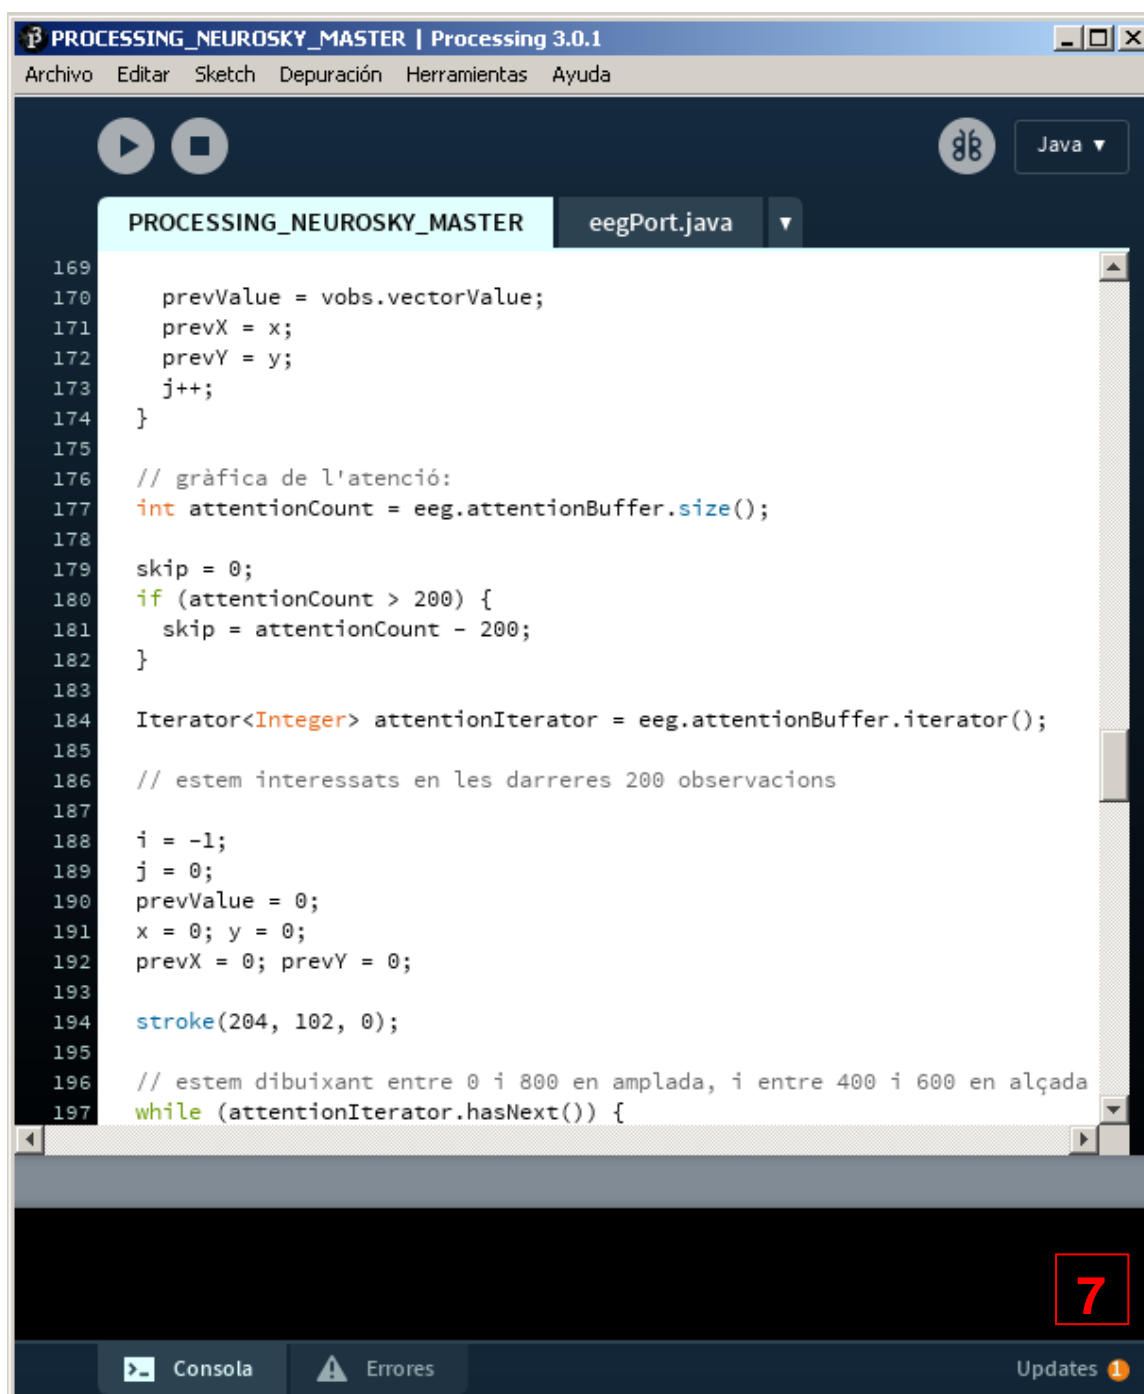 PROCESSING_NEUROSKY_MASTER | Processing 3.0.1
Archivo Editar Sketch Depuración Herramientas Ayuda
Java ▼
PROCESSING_NEUROSKY_MASTER eegPort.java ▼
169
170 prevValue = vobs.vectorValue;
171 prevX = x;
172 prevY = y;
173 j++;
174 }
175
176 // gràfica de l'atenció:
177 int attentionCount = eeg.attentionBuffer.size();
178
179 skip = 0;
180 if (attentionCount > 200) {
181 skip = attentionCount - 200;
182 }
183
184 Iterator<Integer> attentionIterator = eeg.attentionBuffer.iterator();
185
186 // estem interessats en les darreres 200 observacions
187
188 i = -1;
189 j = 0;
190 prevValue = 0;
191 x = 0; y = 0;
192 prevX = 0; prevY = 0;
193
194 stroke(204, 102, 0);
195
196 // estem dibuixant entre 0 i 800 en amplada, i entre 400 i 600 en alçada
197 while (attentionIterator.hasNext()) {
7
Consola Errores Updates 1